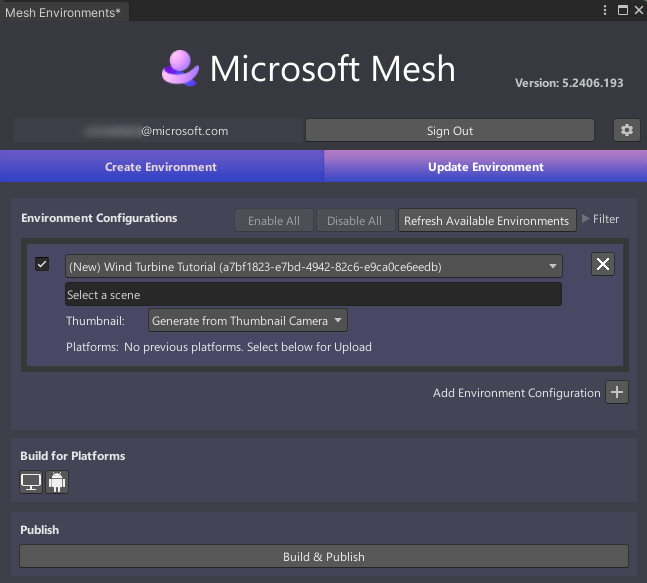 Mesh Environments*
Microsoft Mesh
Version: 5.2406.193
@microsoft.com
Sign Out
Create Environment
Update Environment
Environment Configurations
Enable All
Disable All
Refresh Available Environments
Filter
(New) Wind Turbine Tutorial (a7bf1823-e7bd-4942-82c6-e9ca0ce6eedb)
Select a scene
Thumbnail: Generate from Thumbnail Camera
Platforms: No previous platforms. Select below for Upload
Add Environment Configuration
Build for Platforms
Publish
Build & Publish